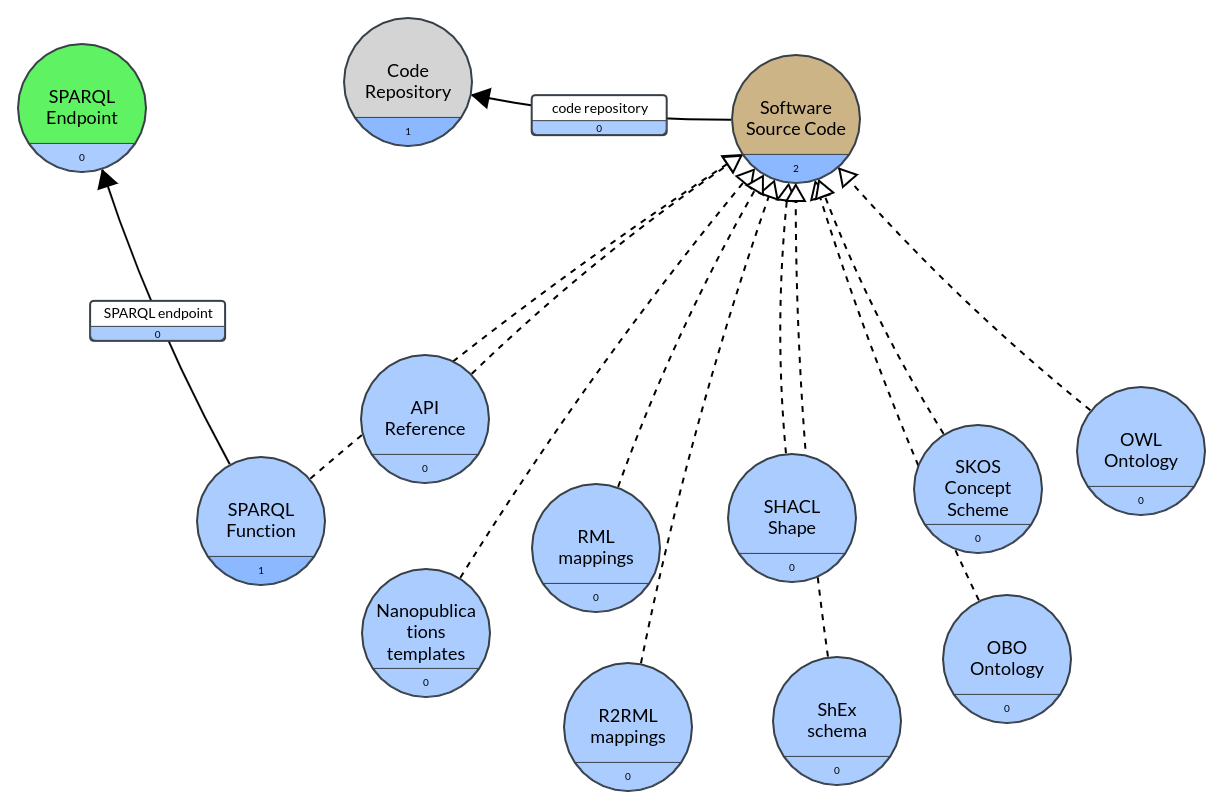 SPARQL
Endpoint
0
Code
Repository
1
code repository
0
Software
Source Code
2
SPARQL endpoint
0
API
Reference
0
SPARQL
Function
1
Nanopublica
tions
templates
0
RML
mappings
0
R2RML
mappings
0
SHACL
Shape
0
ShEx
schema
0
SKOS
Concept
Scheme
0
OBO
Ontology
0
OWL
Ontology
0